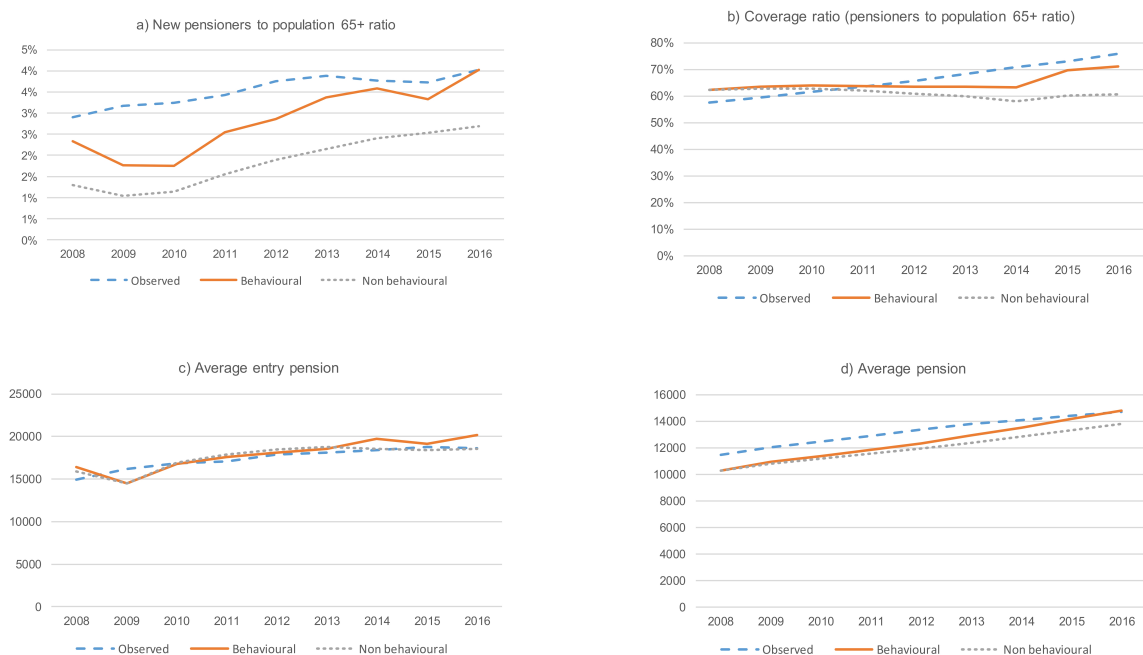 a) New pensioners to population 65+ ratio
5%
4%
4%
3%
3%
2%
2%
1%
1%
0%
2008 2009 2010 2011 2012 2013 2014 2015 2016
Observed Behavioural Non behavioural
b) Coverage ratio (pensioners to population 65+ ratio)
80%
70%
60%
50%
40%
30%
20%
10%
0%
2008 2009 2010 2011 2012 2013 2014 2015 2016
Observed Behavioural Non behavioural
c) Average entry pension
25000
20000
15000
10000
5000
0
2008 2009 2010 2011 2012 2013 2014 2015 2016
Observed Behavioural Non behavioural
d) Average pension
16000
14000
12000
10000
8000
6000
4000
2000
0
2008 2009 2010 2011 2012 2013 2014 2015 2016
Observed Behavioural Non behavioural